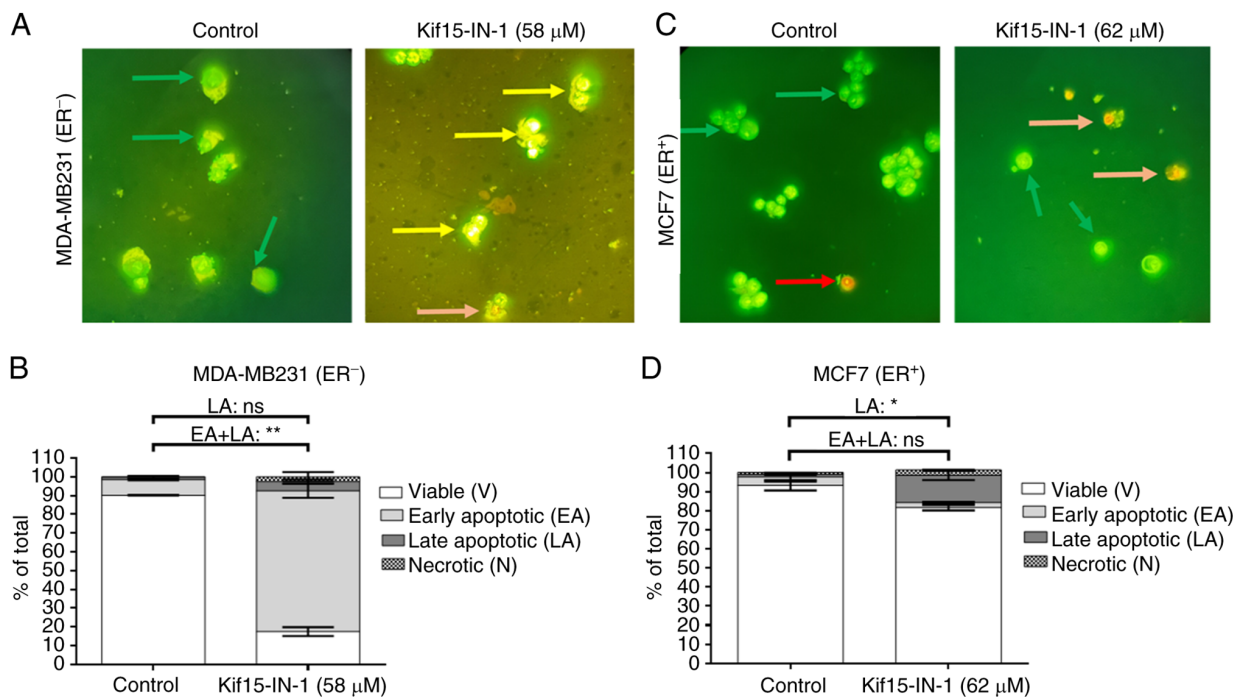 A
Control
Kif15-IN-1 (58 μM)
MDA-MB231 (ER⁻)
C
Control
Kif15-IN-1 (62 μM)
MCF7 (ER⁺)
B
MDA-MB231 (ER⁻)
LA: ns
EA+LA: **
110
100
90
80
70
60
50
40
30
20
10
0
% of total
Control
Kif15-IN-1 (58 μM)
Viable (V)
Early apoptotic (EA)
Late apoptotic (LA)
Necrotic (N)
D
MCF7 (ER⁺)
LA: *
EA+LA: ns
110
100
90
80
70
60
50
40
30
20
10
0
% of total
Control
Kif15-IN-1 (62 μM)
Viable (V)
Early apoptotic (EA)
Late apoptotic (LA)
Necrotic (N)